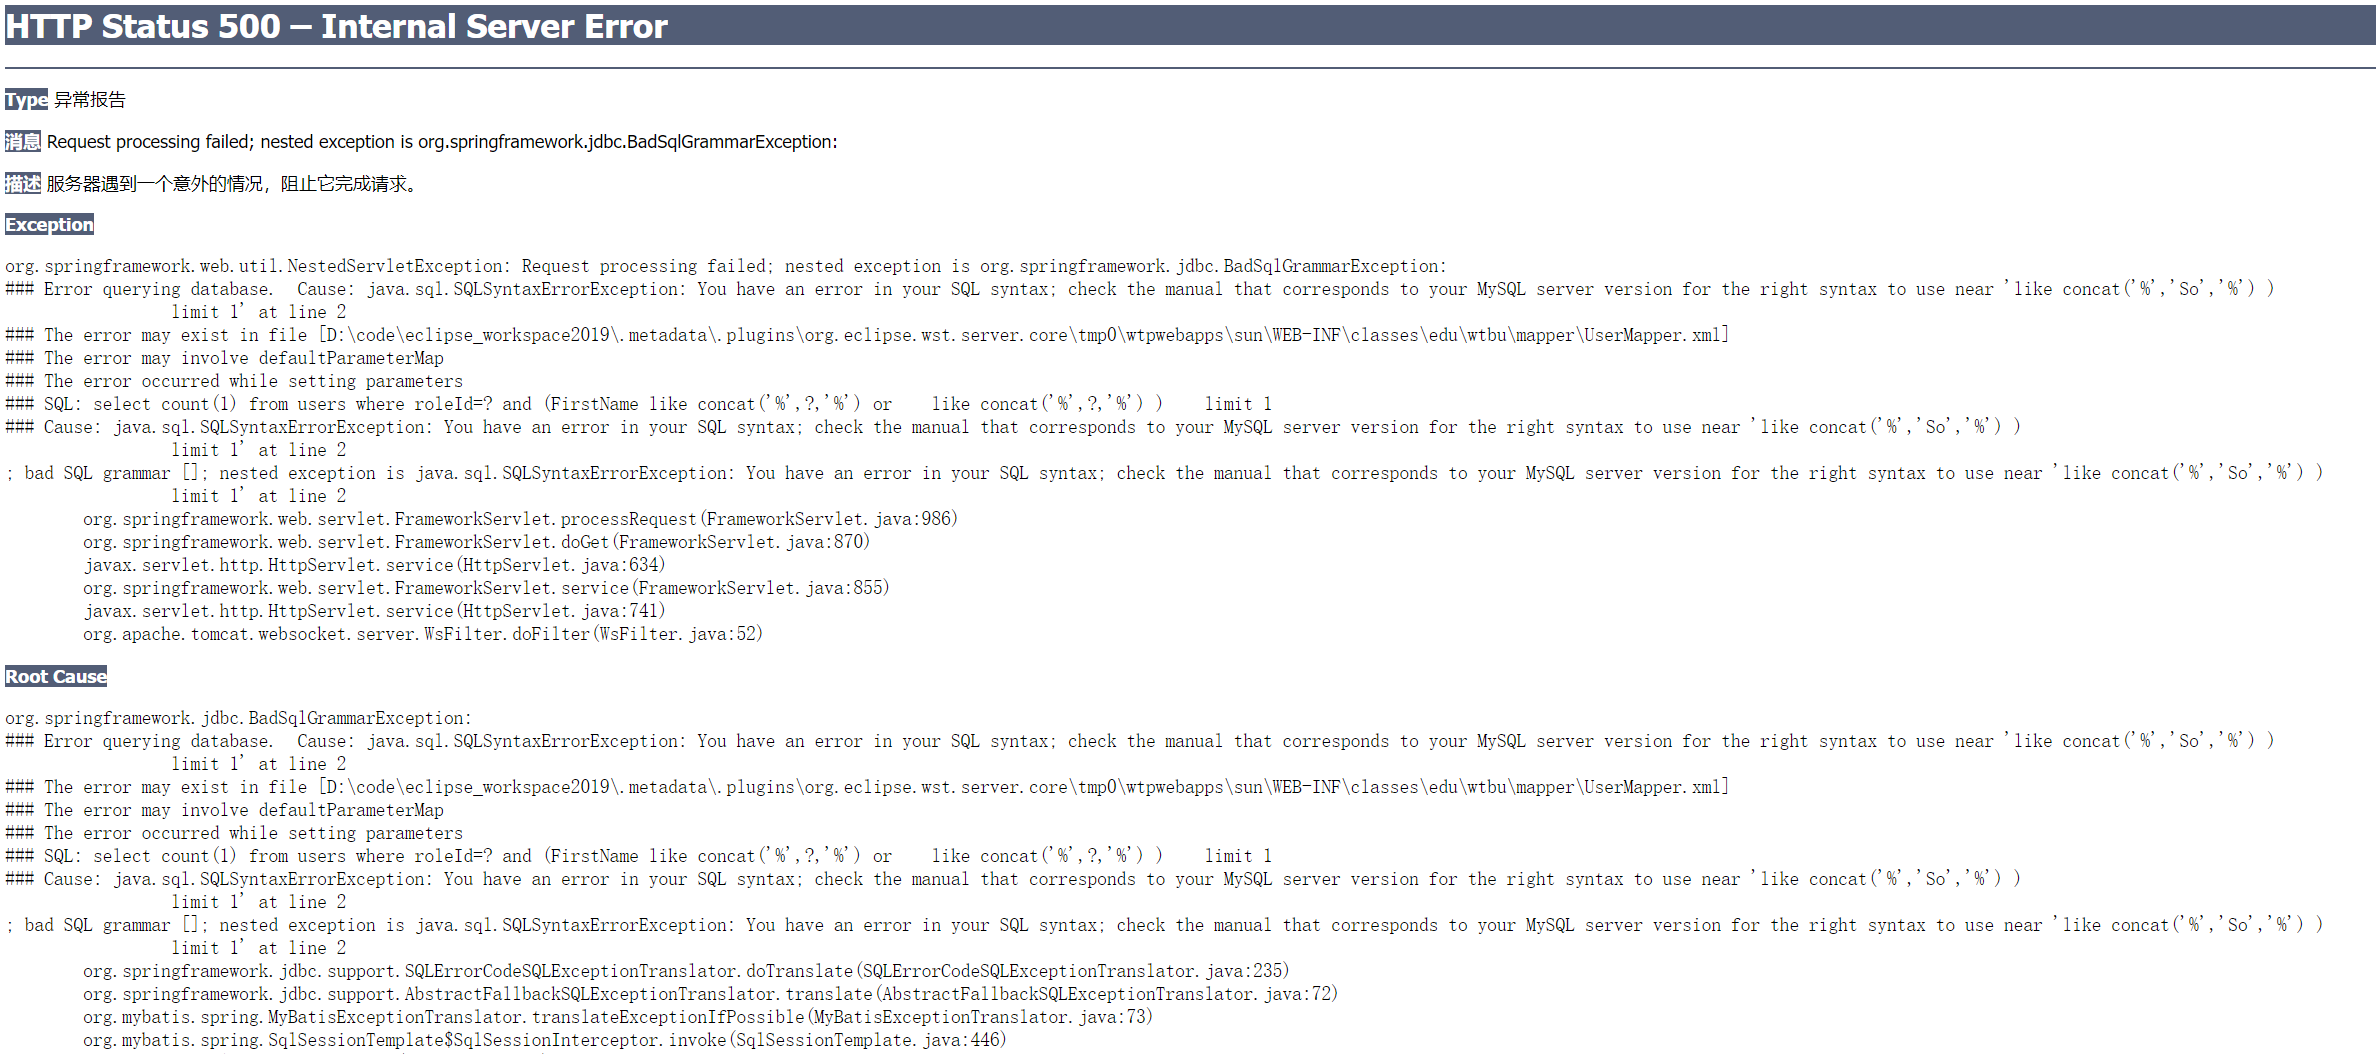 HTTP Status 500 – Internal Server Error
Type 异常报告
消息 Request processing failed; nested exception is org.springframework.jdbc.BadSqlGrammarException:
描述 服务器遇到一个意外的情况，阻止它完成请求。
Exception
org.springframework.web.util.NestedServletException: Request processing failed; nested exception is org.springframework.jdbc.BadSqlGrammarException:
### Error querying database.  Cause: java.sql.SQLSyntaxErrorException: You have an error in your SQL syntax; check the manual that corresponds to your MySQL server version for the right syntax to use near 'like concat('%','So','%') )
limit 1' at line 2
### The error may exist in file [D:\code\eclipse_workspace2019\.metadata\.plugins\org.eclipse.wst.server.core\tmp0\wtpwebapps\sun\WEB-INF\classes\edu\wtbu\mapper\UserMapper.xml]
### The error may involve defaultParameterMap
### The error occurred while setting parameters
### SQL: select count(1) from users where roleId=? and (FirstName like concat('%',?,'%') or    like concat('%',?,'%') )    limit 1
### Cause: java.sql.SQLSyntaxErrorException: You have an error in your SQL syntax; check the manual that corresponds to your MySQL server version for the right syntax to use near 'like concat('%','So','%') )
limit 1' at line 2
; bad SQL grammar []; nested exception is java.sql.SQLSyntaxErrorException: You have an error in your SQL syntax; check the manual that corresponds to your MySQL server version for the right syntax to use near 'like concat('%','So','%') )
limit 1' at line 2
org.springframework.web.servlet.FrameworkServlet.processRequest(FrameworkServlet.java:986)
org.springframework.web.servlet.FrameworkServlet.doGet(FrameworkServlet.java:870)
javax.servlet.http.HttpServlet.service(HttpServlet.java:634)
org.springframework.web.servlet.FrameworkServlet.service(FrameworkServlet.java:855)
javax.servlet.http.HttpServlet.service(HttpServlet.java:741)
org.apache.tomcat.websocket.server.WsFilter.doFilter(WsFilter.java:52)
Root Cause
org.springframework.jdbc.BadSqlGrammarException:
### Error querying database.  Cause: java.sql.SQLSyntaxErrorException: You have an error in your SQL syntax; check the manual that corresponds to your MySQL server version for the right syntax to use near 'like concat('%','So','%') )
limit 1' at line 2
### The error may exist in file [D:\code\eclipse_workspace2019\.metadata\.plugins\org.eclipse.wst.server.core\tmp0\wtpwebapps\sun\WEB-INF\classes\edu\wtbu\mapper\UserMapper.xml]
### The error may involve defaultParameterMap
### The error occurred while setting parameters
### SQL: select count(1) from users where roleId=? and (FirstName like concat('%',?,'%') or    like concat('%',?,'%') )    limit 1
### Cause: java.sql.SQLSyntaxErrorException: You have an error in your SQL syntax; check the manual that corresponds to your MySQL server version for the right syntax to use near 'like concat('%','So','%') )
limit 1' at line 2
; bad SQL grammar []; nested exception is java.sql.SQLSyntaxErrorException: You have an error in your SQL syntax; check the manual that corresponds to your MySQL server version for the right syntax to use near 'like concat('%','So','%') )
limit 1' at line 2
org.springframework.jdbc.support.SQLErrorCodeSQLExceptionTranslator.doTranslate(SQLErrorCodeSQLExceptionTranslator.java:235)
org.springframework.jdbc.support.AbstractFallbackSQLExceptionTranslator.translate(AbstractFallbackSQLExceptionTranslator.java:72)
org.mybatis.spring.MyBatisExceptionTranslator.translateExceptionIfPossible(MyBatisExceptionTranslator.java:73)
org.mybatis.spring.SqlSessionTemplate$SqlSessionInterceptor.invoke(SqlSessionTemplate.java:446)